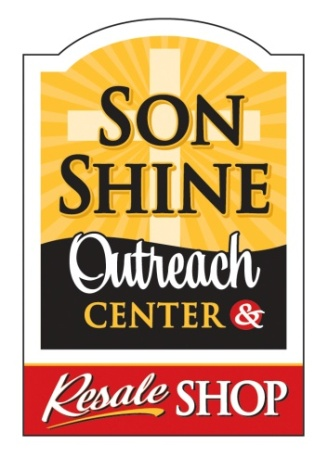 SON
SHINE
Outreach
CENTER &
Resale SHOP